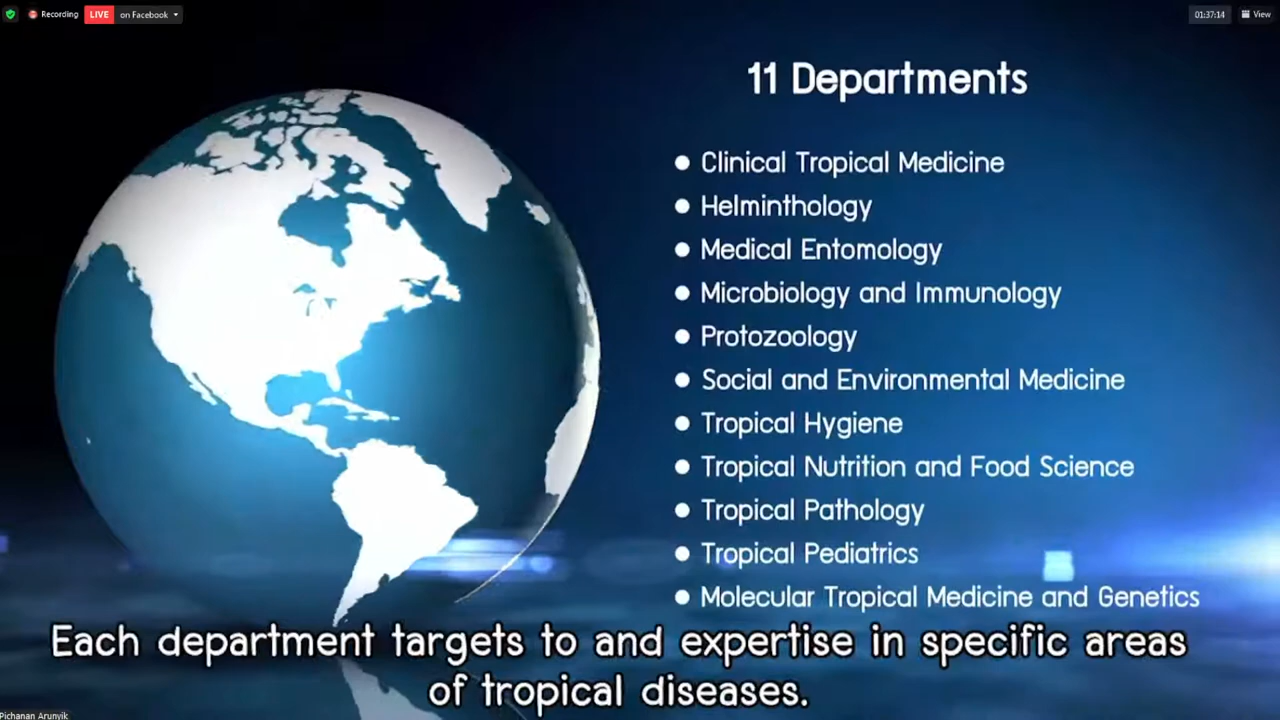 Recording
LIVE on Facebook
01:37:14
View
11 Departments
Clinical Tropical Medicine
Helminthology
Medical Entomology
Microbiology and Immunology
Protozoology
Social and Environmental Medicine
Tropical Hygiene
Tropical Nutrition and Food Science
Tropical Pathology
Tropical Pediatrics
Molecular Tropical Medicine and Genetics
Each department targets to and expertise in specific areas
of tropical diseases.
Pichanan Arunyik